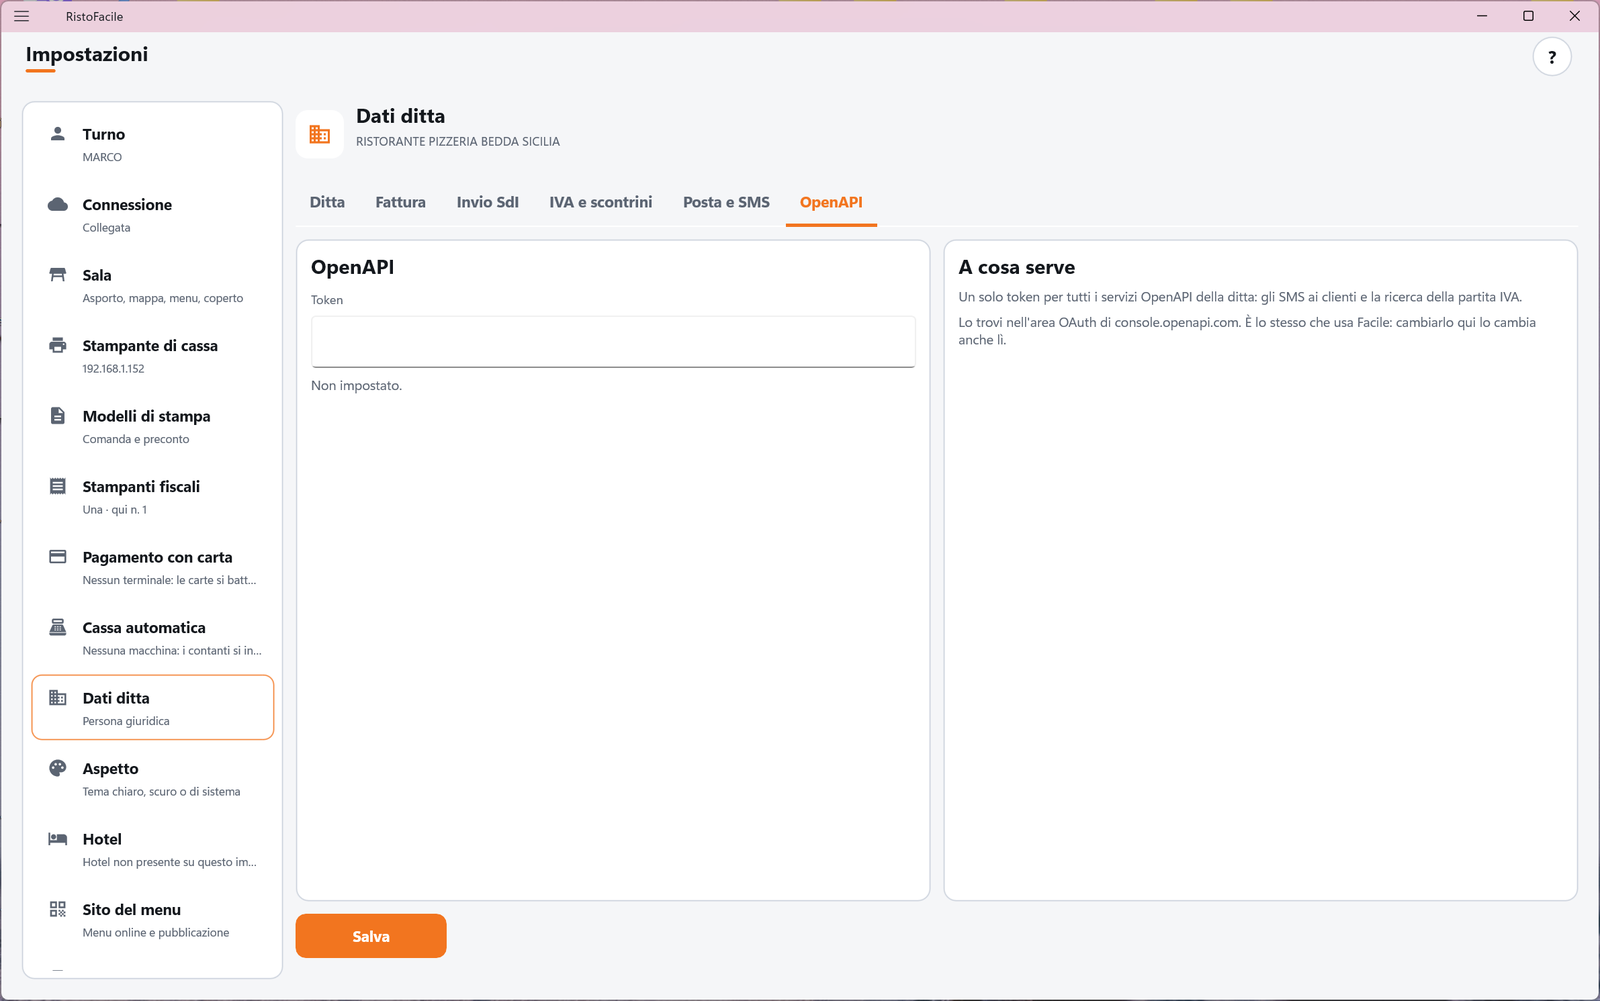 RistoFacile
Impostazioni
?
Turno
MARCO
Connessione
Collegata
Sala
Asporto, mappa, menu, coperto
Stampante di cassa
192.168.1.152
Modelli di stampa
Comanda e preconto
Stampanti fiscali
Una · qui n. 1
Pagamento con carta
Nessun terminale: le carte si batt...
Cassa automatica
Nessuna macchina: i contanti si in...
Dati ditta
Persona giuridica
Aspetto
Tema chiaro, scuro o di sistema
Hotel
Hotel non presente su questo im...
Sito del menu
Menu online e pubblicazione
Dati ditta
RISTORANTE PIZZERIA BEDDA SICILIA
Ditta Fattura Invio SdI IVA e scontrini Posta e SMS OpenAPI
OpenAPI
Token
Non impostato.
A cosa serve
Un solo token per tutti i servizi OpenAPI della ditta: gli SMS ai clienti e la ricerca della partita IVA.
Lo trovi nell'area OAuth di console.openapi.com. È lo stesso che usa Facile: cambiarlo qui lo cambia
anche lì.
Salva